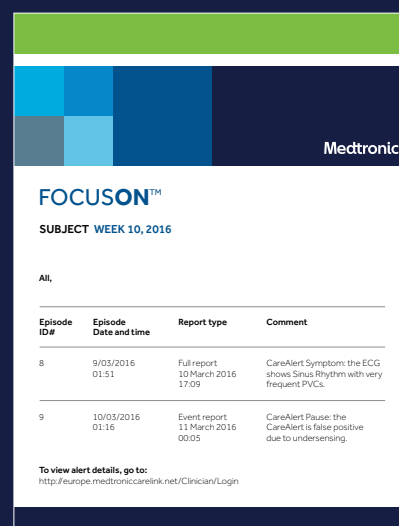 Medtronic
FOCUSON™
SUBJECT WEEK 10, 2016
All,
Episode ID# Episode Date and time Report type Comment
8 9/03/2016 01:51 Full report 10 March 2016 17:09 CareAlert Symptom: the ECG shows Sinus Rhythm with very frequent PVCs.
9 10/03/2016 01:16 Event report 11 March 2016 00:05 CareAlert Pause: the CareAlert is false positive due to undersensing.
To view alert details, go to:
http://europe.medtroniccarelink.net/Clinician/Login